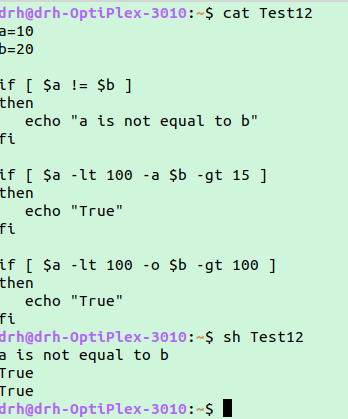 drh@drh-OptiPlex-3010:~$ cat Test12
a=10
b=20

if [ $a != $b ]
then
   echo "a is not equal to b"
fi

if [ $a -lt 100 -a $b -gt 15 ]
then
   echo "True"
fi

if [ $a -lt 100 -o $b -gt 100 ]
then
   echo "True"
fi
drh@drh-OptiPlex-3010:~$ sh Test12
a is not equal to b
True
True
drh@drh-OptiPlex-3010:~$